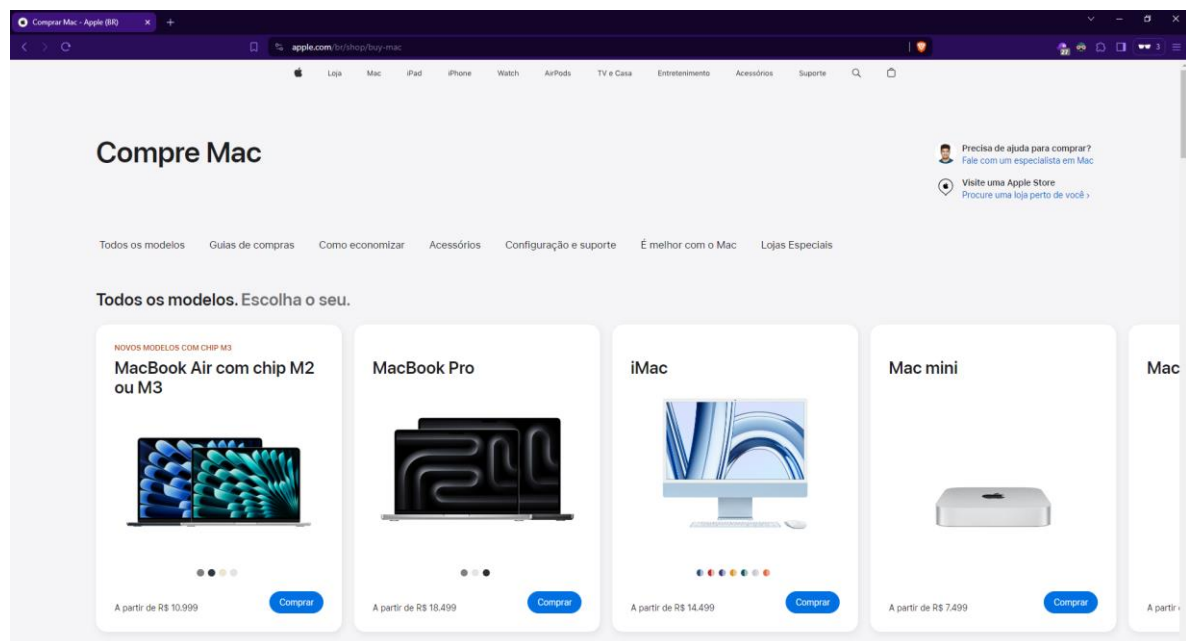 Comprar Mac - Apple (BR)
apple.com/br/shop/buy-mac
Loja Mac iPad iPhone Watch AirPods TV e Casa Entretenimento Acessórios Suporte
Compre Mac
Precisa de ajuda para comprar?
Fale com um especialista em Mac
Visite uma Apple Store
Procure uma loja perto de você ›
Todos os modelos Guias de compras Como economizar Acessórios Configuração e suporte É melhor com o Mac Lojas Especiais
Todos os modelos. Escolha o seu.
NOVOS MODELOS COM CHIP M3
MacBook Air com chip M2
ou M3
A partir de R$ 10.999 Comprar
MacBook Pro
A partir de R$ 18.499 Comprar
iMac
A partir de R$ 14.499 Comprar
Mac mini
A partir de R$ 7.499 Comprar
Mac
A partir